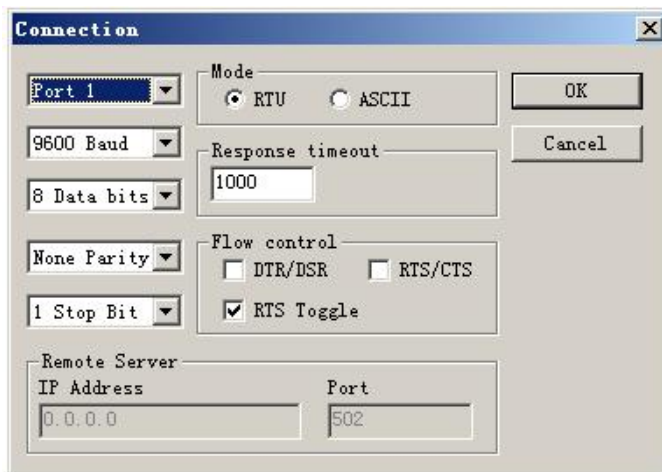 Connection
Port 1
9600 Baud
8 Data bits
None Parity
1 Stop Bit
Mode
RTU ASCII
Response timeout
1000
Flow control
DTR/DSR RTS/CTS
RTS Toggle
OK
Cancel
Remote Server
IP Address Port
0.0.0.0 502